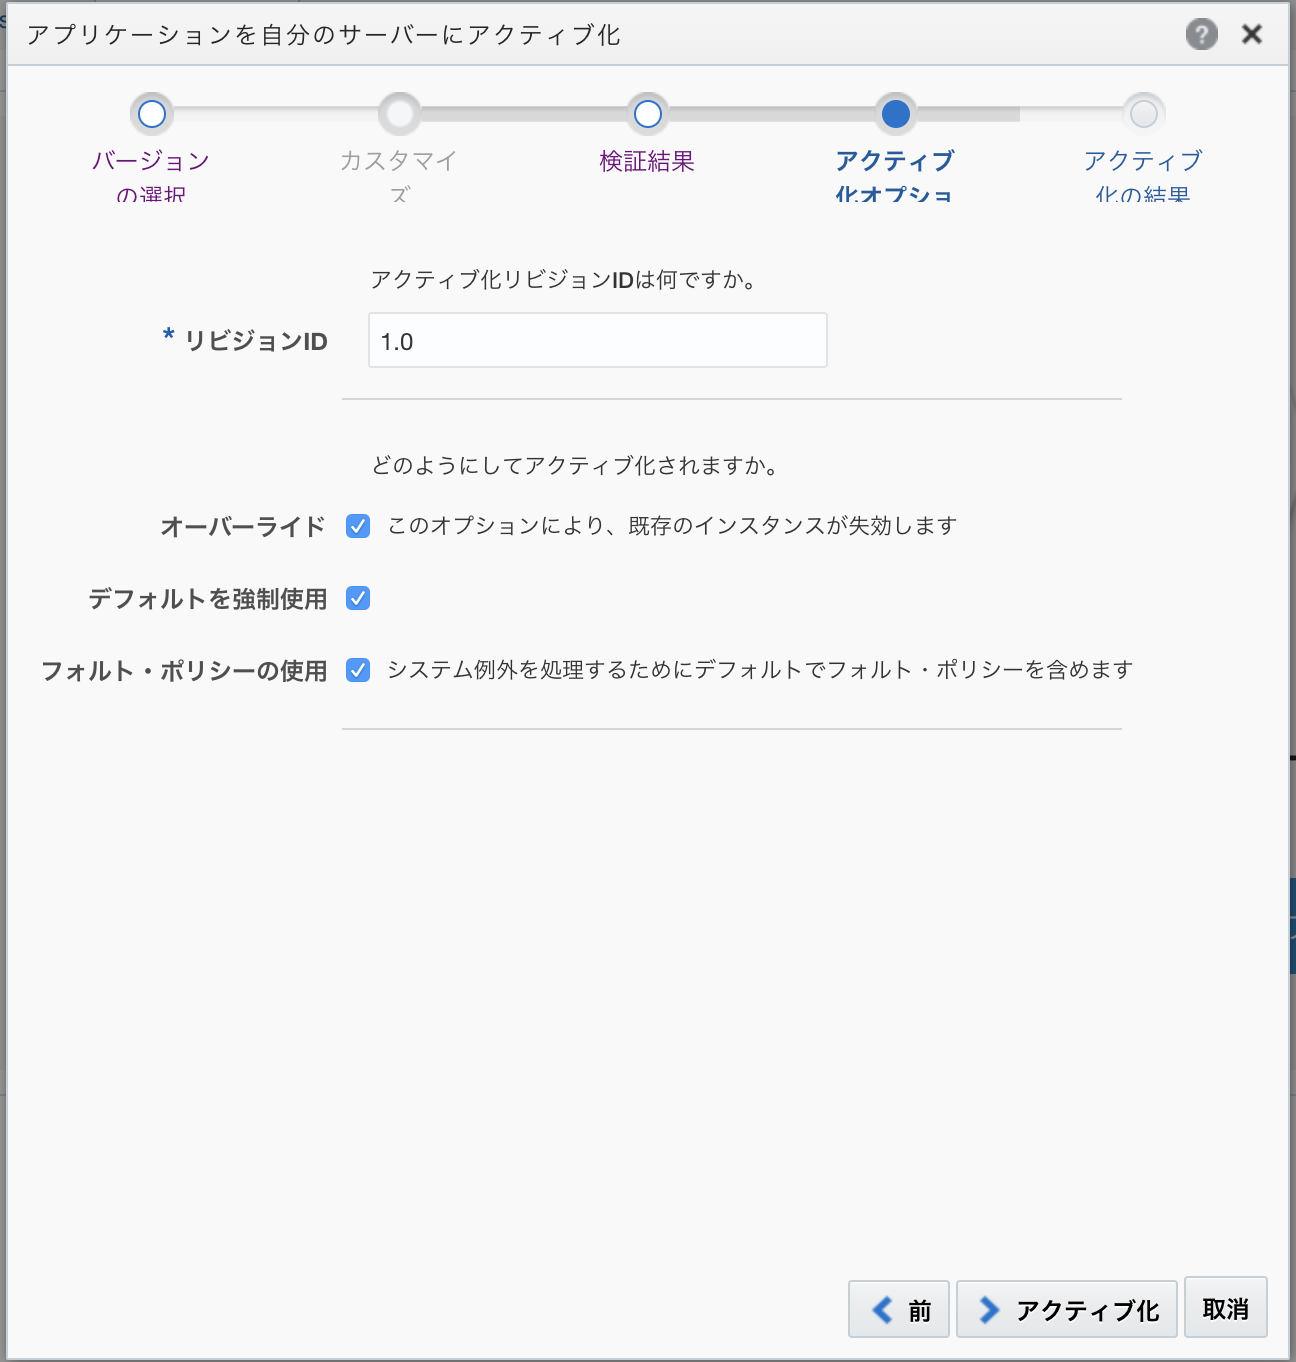 アプリケーションを自分のサーバーにアクティブ化
?
バージョン
の選択
カスタマイ
ズ
検証結果
アクティブ
化オプショ
アクティブ
化の結果
アクティブ化リビジョンIDは何ですか。
* リビジョンID 1.0
どのようにしてアクティブ化されますか。
オーバーライド このオプションにより、既存のインスタンスが失効します
デフォルトを強制使用
フォルト・ポリシーの使用 システム例外を処理するためにデフォルトでフォルト・ポリシーを含めます
前 アクティブ化 取消